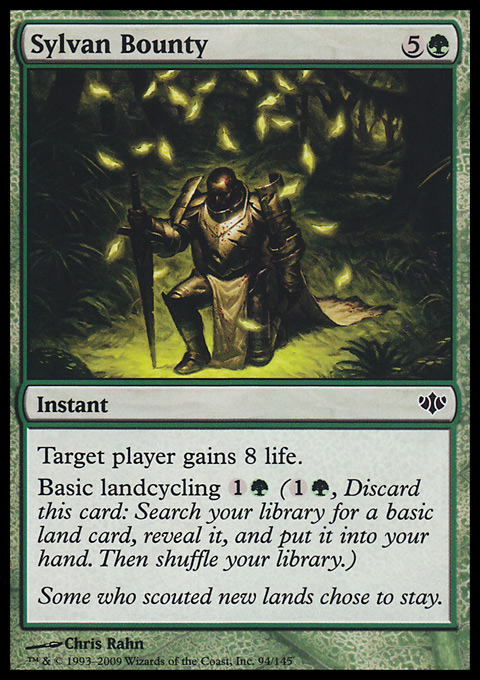 Sylvan Bounty 5
Instant
Target player gains 8 life.
Basic landcycling 1 (1, Discard
this card: Search your library for a basic
land card, reveal it, and put it into your
hand. Then shuffle your library.)
Some who scouted new lands chose to stay.
Chris Rahn
™ & © 1993–2009 Wizards of the Coast, Inc. 94/145